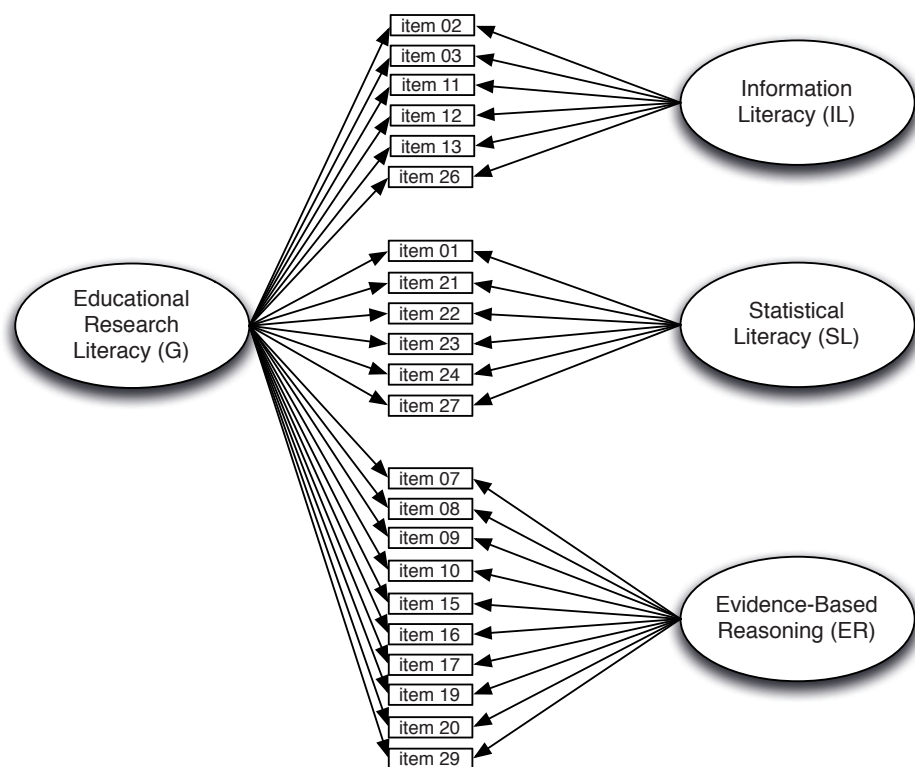 item 02
item 03
item 11
item 12
item 13
item 26
Information
Literacy (IL)
Educational
Research
Literacy (G)
item 01
item 21
item 22
item 23
item 24
item 27
Statistical
Literacy (SL)
item 07
item 08
item 09
item 10
item 15
item 16
item 17
item 19
item 20
item 29
Evidence-Based
Reasoning (ER)